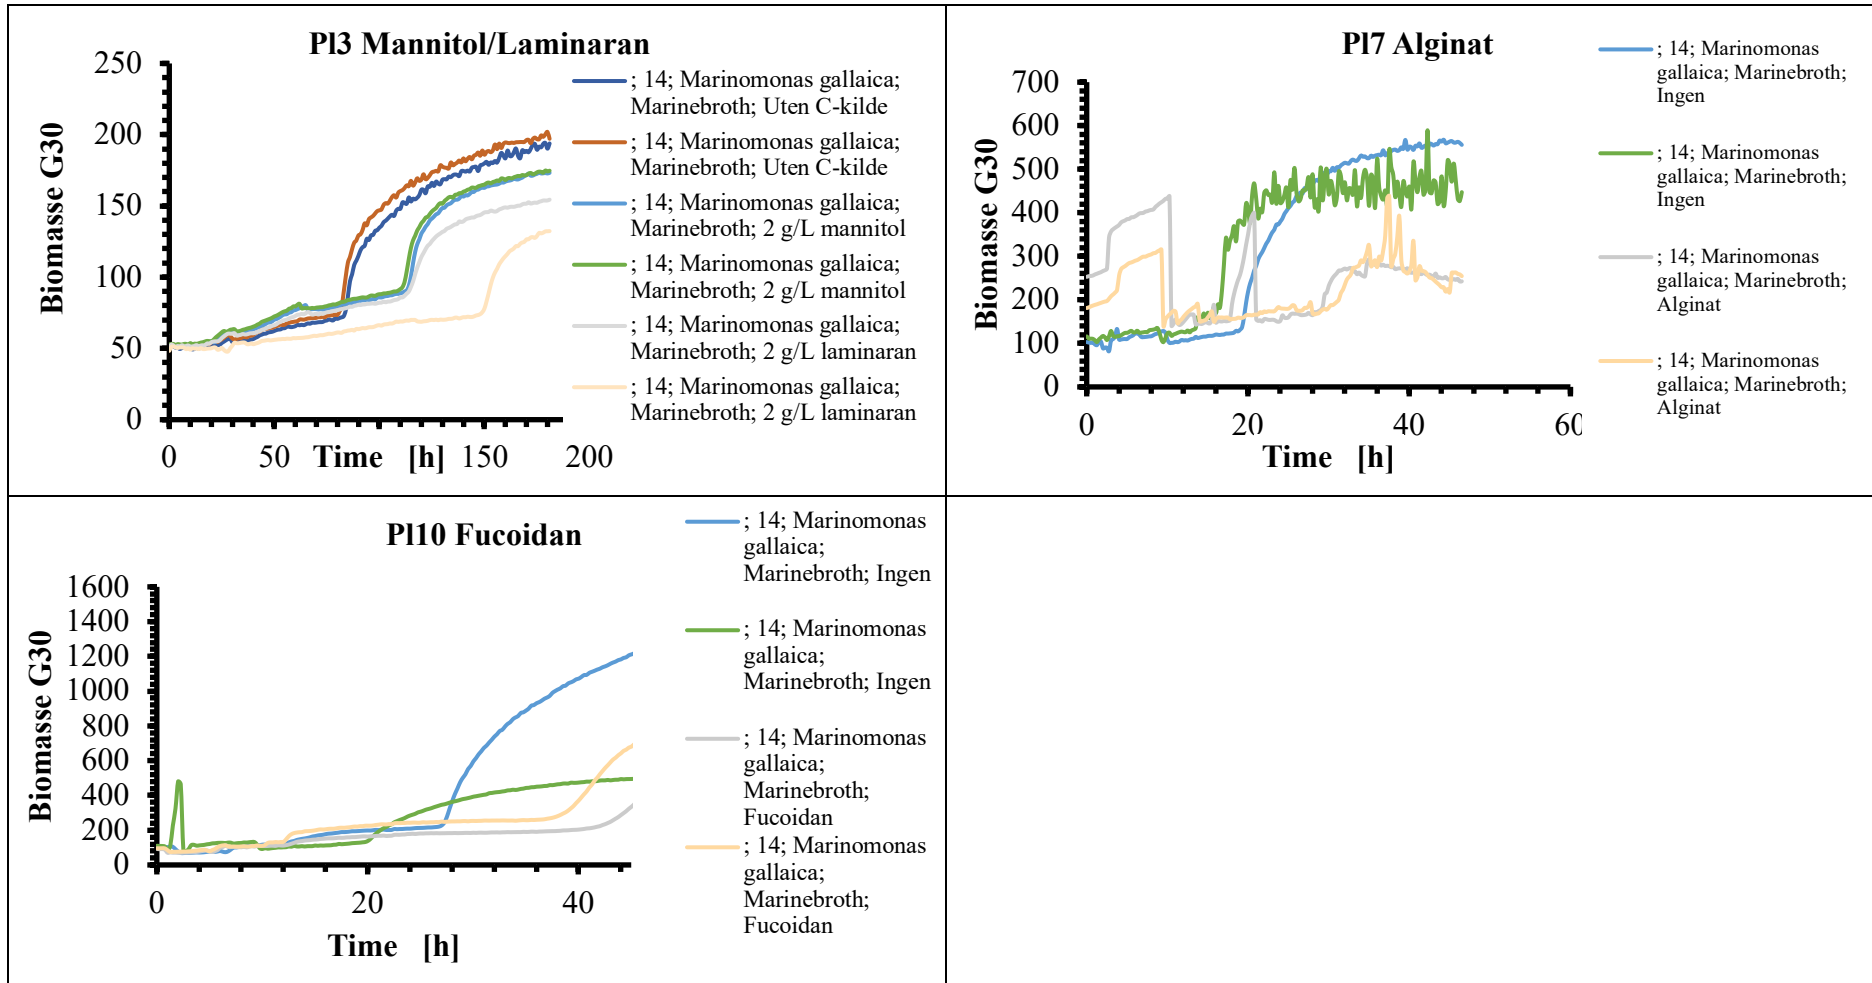 Pl3 Mannitol/Laminaran
Biomasse G30
250
200
150
100
50
0
0
50
Time [h]
150
200
; 14; Marinomonas gallaica;
Marinebroth; Uten C-kilde
; 14; Marinomonas gallaica;
Marinebroth; Uten C-kilde
; 14; Marinomonas gallaica;
Marinebroth; 2 g/L mannitol
; 14; Marinomonas gallaica;
Marinebroth; 2 g/L mannitol
; 14; Marinomonas gallaica;
Marinebroth; 2 g/L laminaran
; 14; Marinomonas gallaica;
Marinebroth; 2 g/L laminaran
Pl7 Alginat
Biomasse G30
700
600
500
400
300
200
100
0
0
20
40
60
Time [h]
; 14; Marinomonas
gallaica; Marinebroth;
Ingen
; 14; Marinomonas
gallaica; Marinebroth;
Ingen
; 14; Marinomonas
gallaica; Marinebroth;
Alginat
; 14; Marinomonas
gallaica; Marinebroth;
Alginat
Pl10 Fucoidan
Biomasse G30
1600
1400
1200
1000
800
600
400
200
0
0
20
40
Time [h]
; 14; Marinomonas
gallaica;
Marinebroth; Ingen
; 14; Marinomonas
gallaica;
Marinebroth; Ingen
; 14; Marinomonas
gallaica;
Marinebroth;
Fucoidan
; 14; Marinomonas
gallaica;
Marinebroth;
Fucoidan